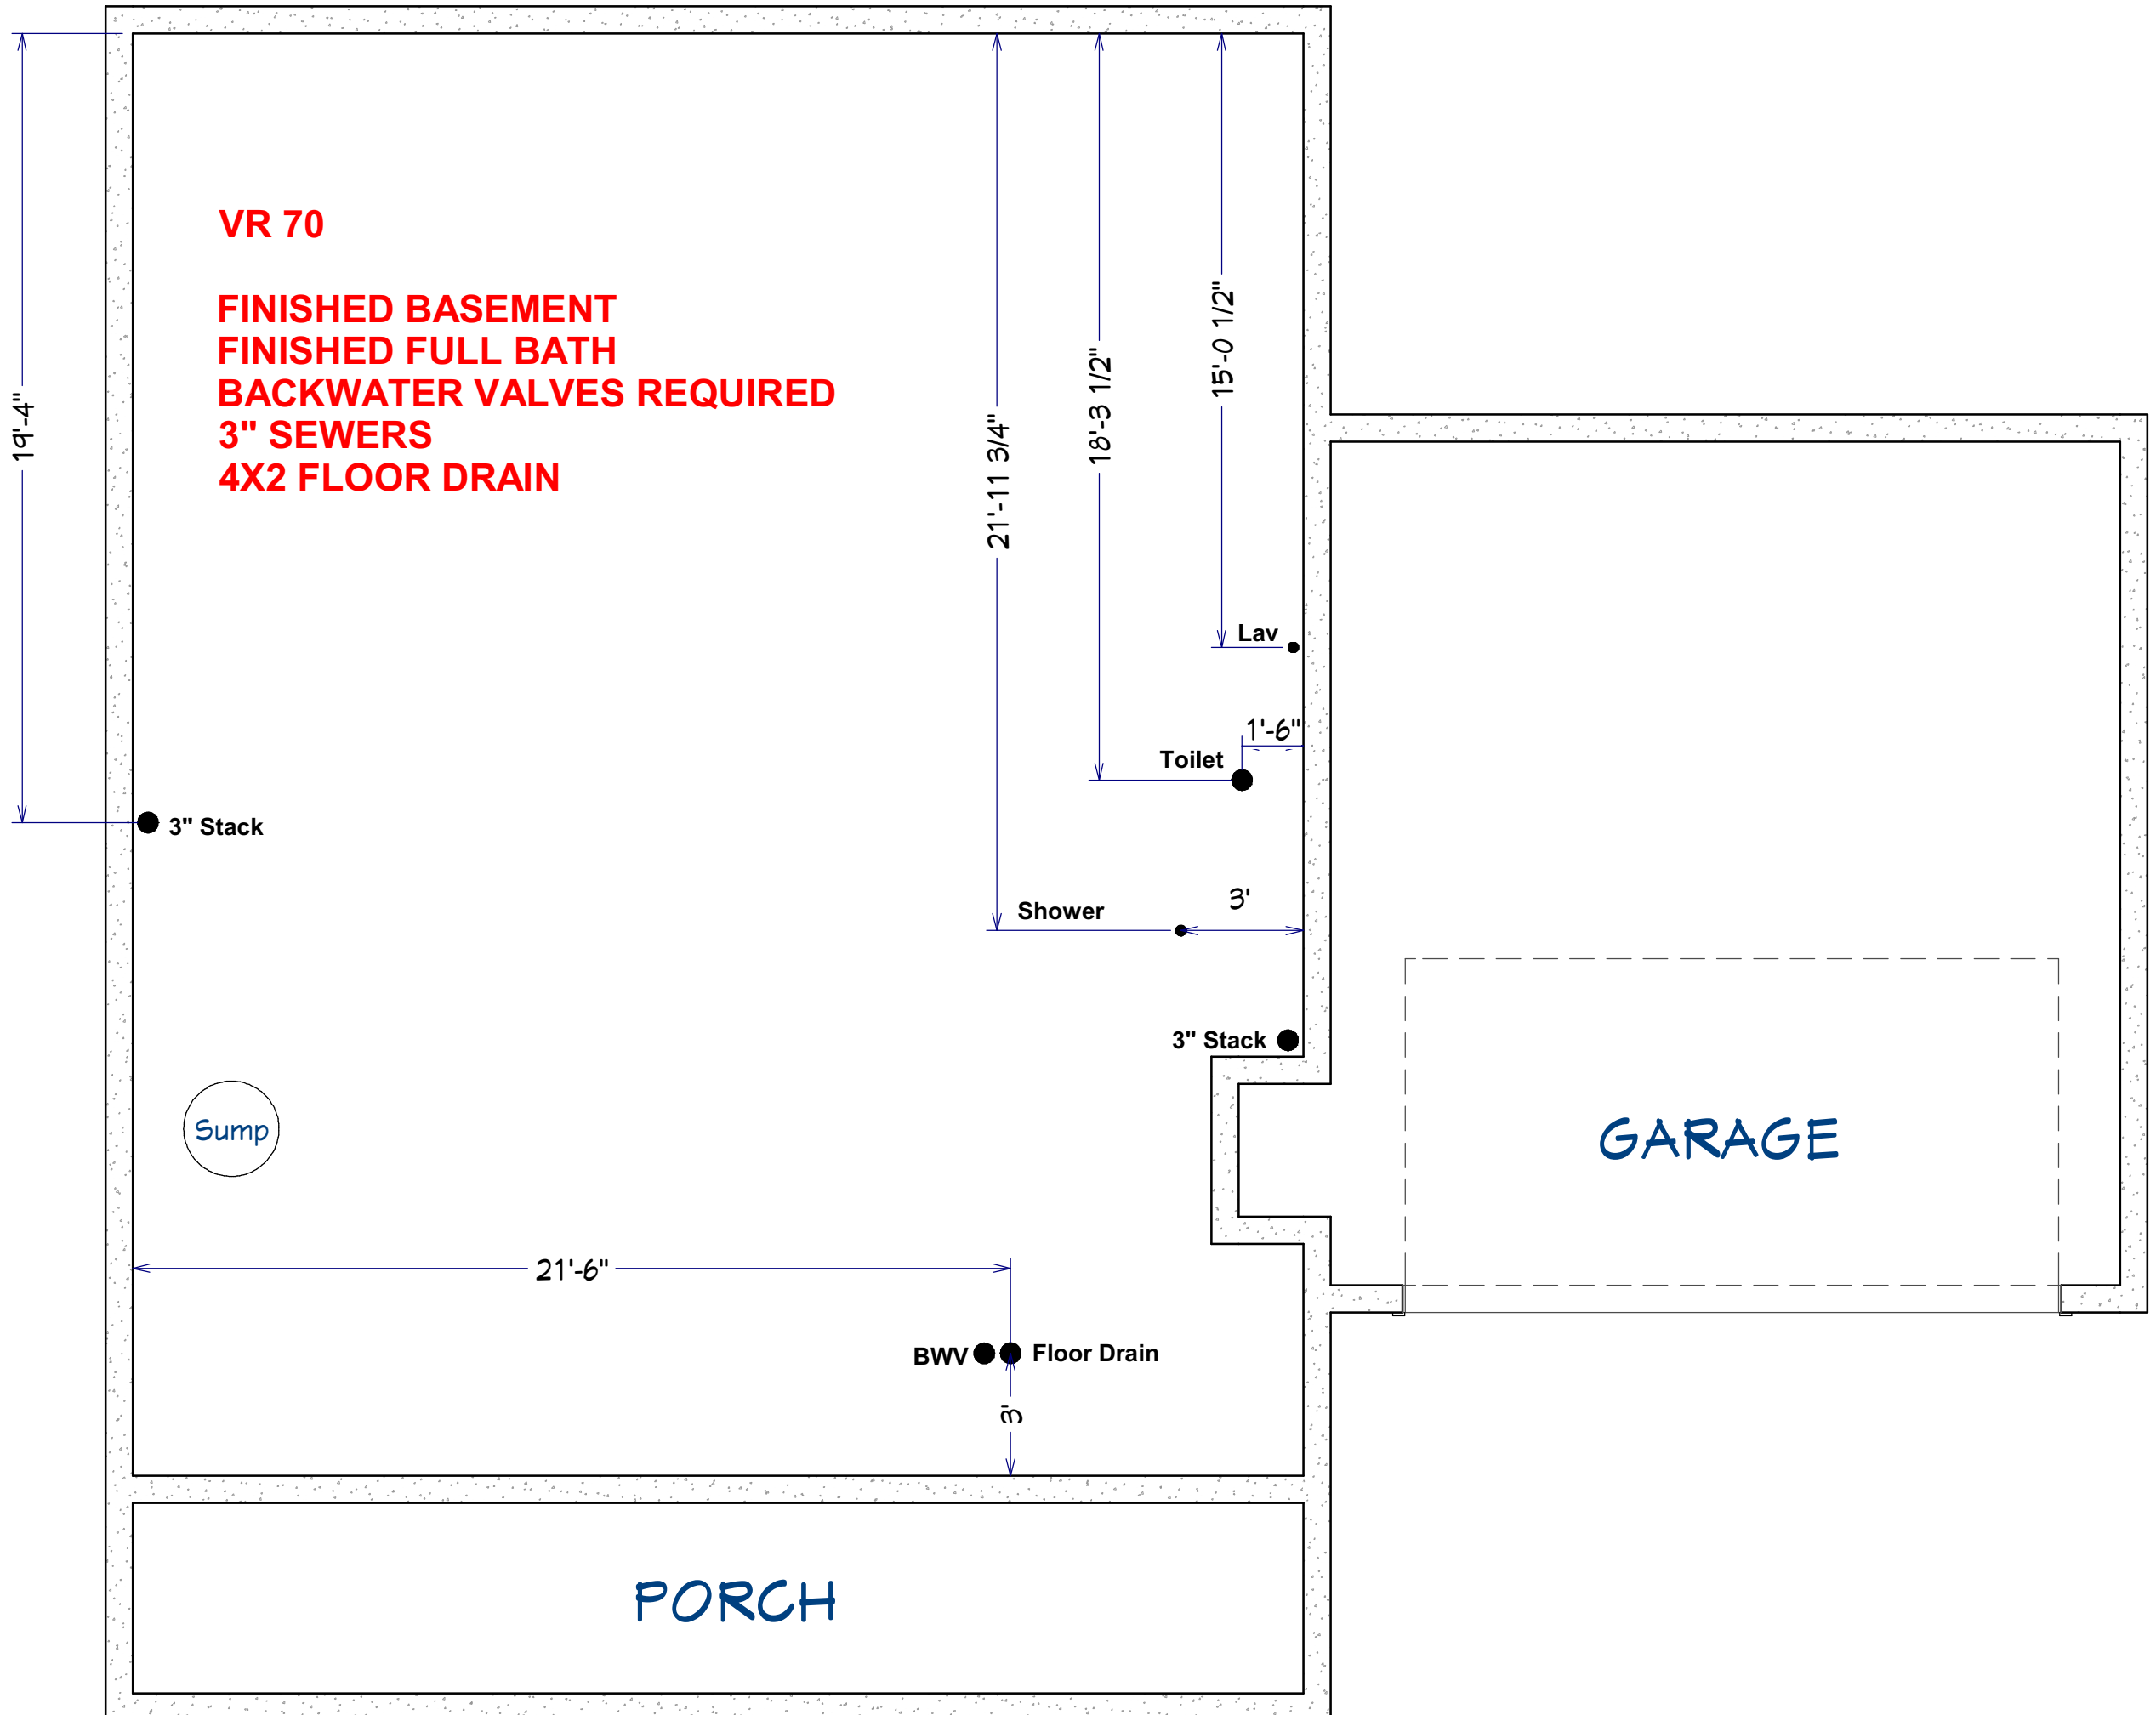 VR 70
FINISHED BASEMENT
FINISHED FULL BATH
BACKWATER VALVES REQUIRED
3" SEWERS
4X2 FLOOR DRAIN
19'-4"
21'-11 3/4"
18'-3 1/2"
15'-0 1/2"
Lav
1'-6"
Toilet
3" Stack
Shower
3'
3" Stack
Sump
GARAGE
21'-6"
BWV
Floor Drain
3'
PORCH